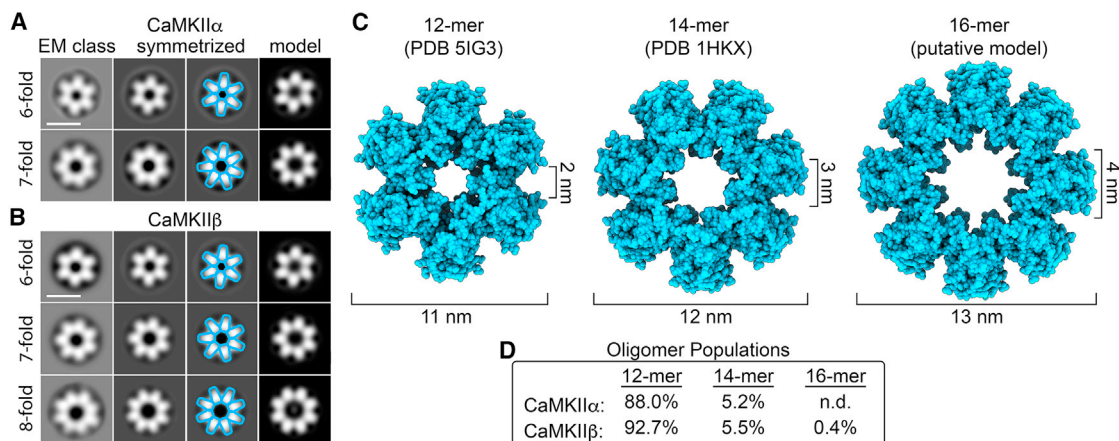 A
CaMKIIα
EM class symmetrized model
6-fold
7-fold
B
CaMKIIβ
6-fold
7-fold
8-fold
C
12-mer
(PDB 5IG3)
2 nm
11 nm
14-mer
(PDB 1HKX)
3 nm
12 nm
16-mer
(putative model)
4 nm
13 nm
D
Oligomer Populations
12-mer 14-mer 16-mer
CaMKIIα: 88.0% 5.2% n.d.
CaMKIIβ: 92.7% 5.5% 0.4%